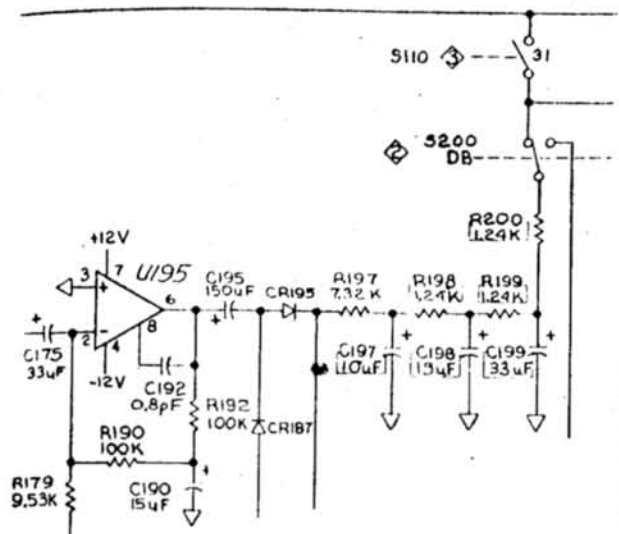 S110 3 31
2 S200
DB
R200
1.24K
+12V
U195
3 7
+ 6
- 8
2 4
-12V
+
C175
33uF
C195
150uF
+
CR195
R197
7.32K
R198
1.24K
R199
1.24K
+ + +
C197
10uF
C198
C199
33uF
C192
0.8pF
R192
100K
CR187
R190
100K
R179
9.53K
C190
15uF
+